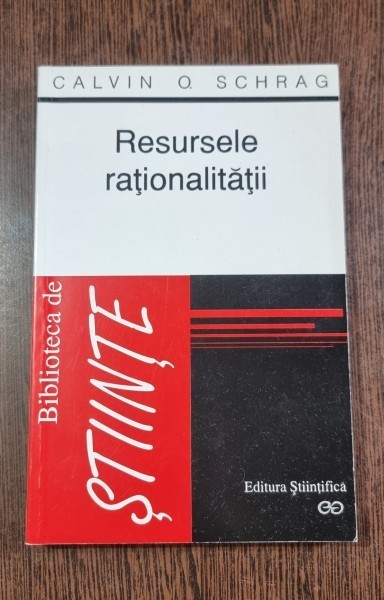 CALVIN O. SCHRAG
Resursele
raţionalităţii
Biblioteca de
ŞTIINŢE
Editura Ştiinţifică